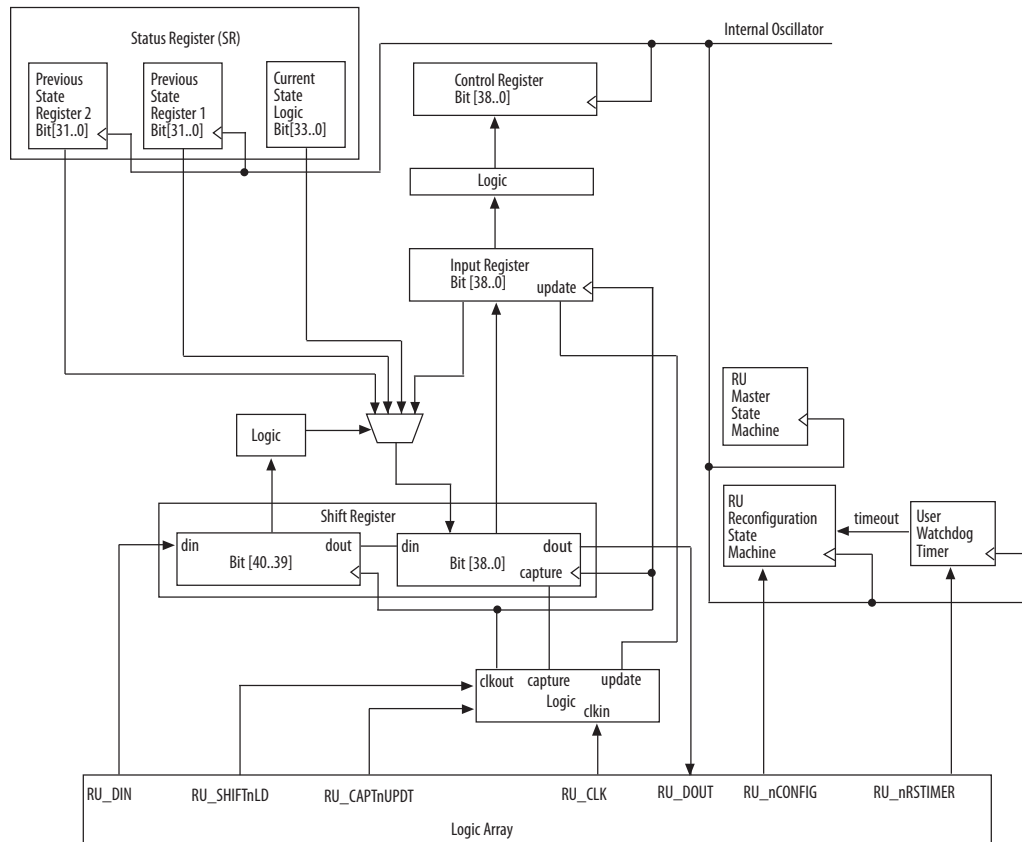 Status Register (SR)
Internal Oscillator
Previous
State
Register 2
Bit[31..0]
Previous
State
Register 1
Bit[31..0]
Current
State
Logic
Bit[33..0]
Control Register
Bit [38..0]
Logic
Input Register
Bit [38..0]
update
RU
Master
State
Machine
Logic
Shift Register
din
dout
Bit [40..39]
din
dout
Bit [38..0]
capture
RU
Reconfiguration
State
Machine
timeout
User
Watchdog
Timer
clkout
capture
update
Logic
clkin
RU_DIN
RU_SHIFTnLD
RU_CAPTnUPDT
RU_CLK
RU_DOUT
RU_nCONFIG
RU_nRSTIMER
Logic Array